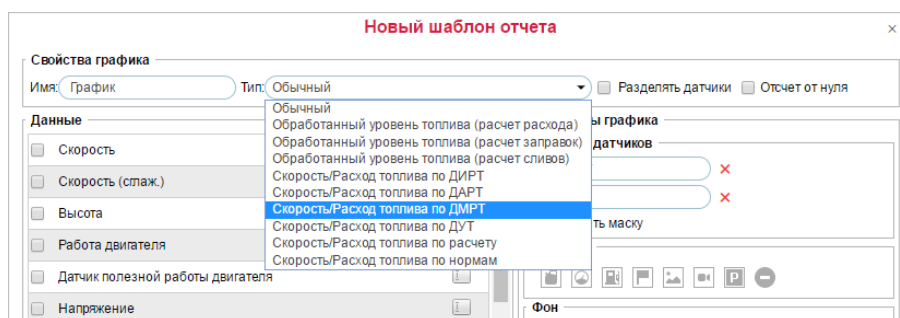 Новый шаблон отчета
Свойства графика
Имя: График Тип: Обычный Разделять датчики Отсчет от нуля
Обычный
Обработанный уровень топлива (расчет расхода)
Обработанный уровень топлива (расчет заправок)
Обработанный уровень топлива (расчет сливов)
Скорость/Расход топлива по ДИРТ
Скорость/Расход топлива по ДАРТ
Скорость/Расход топлива по ДМРТ
Скорость/Расход топлива по ДУТ
Скорость/Расход топлива по расчету
Скорость/Расход топлива по нормам
Данные
Скорость
Скорость (сглаж.)
Высота
Работа двигателя
Датчик полезной работы двигателя
Напряжение
ы графика
датчиков
ть маску
P
Фон